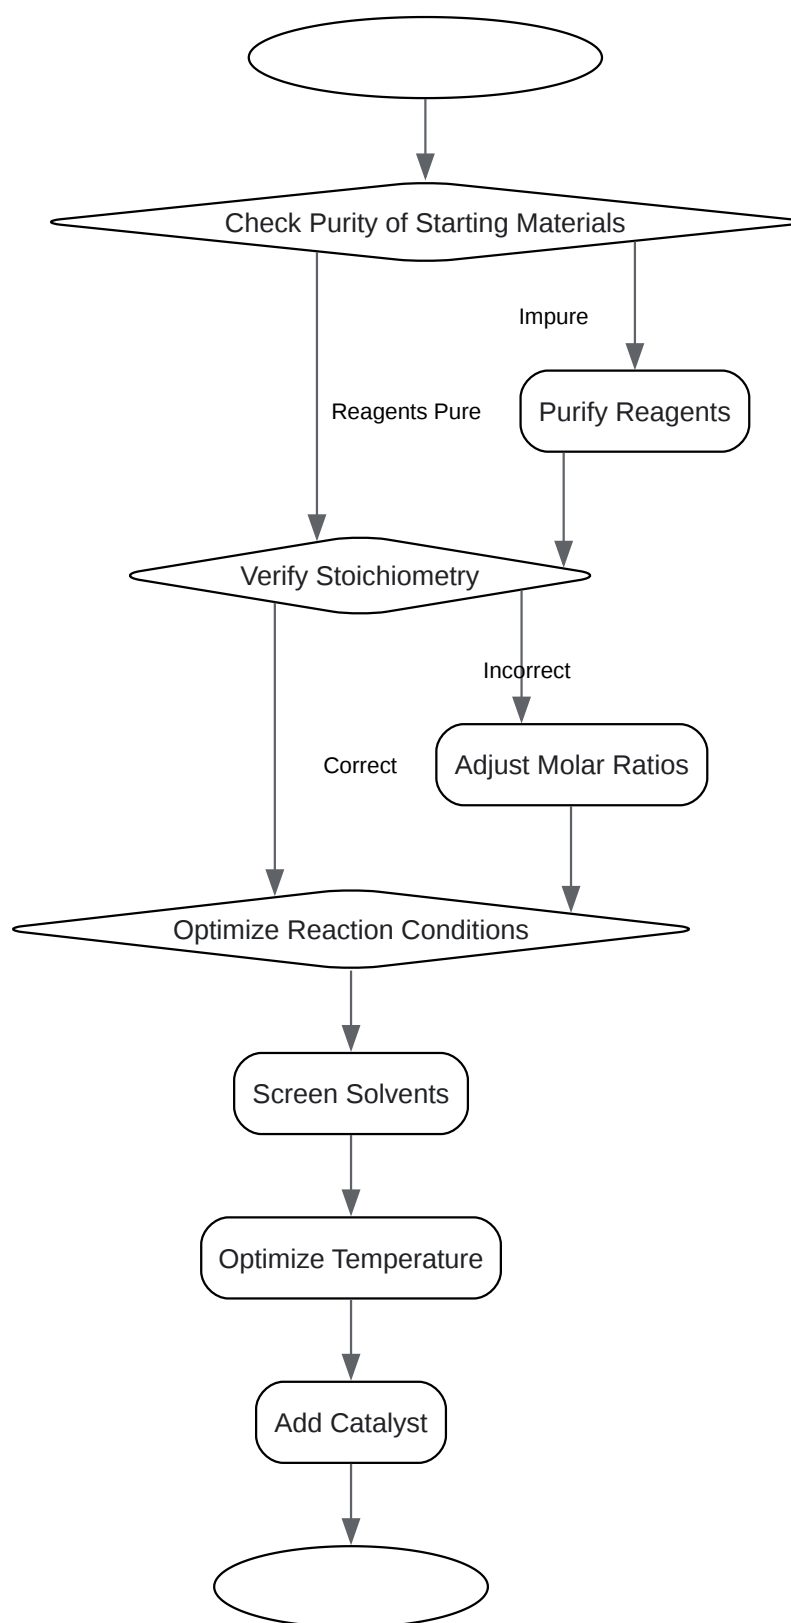 Check Purity of Starting Materials
Impure
Reagents Pure
Purify Reagents
Verify Stoichiometry
Incorrect
Correct
Adjust Molar Ratios
Optimize Reaction Conditions
Screen Solvents
Optimize Temperature
Add Catalyst